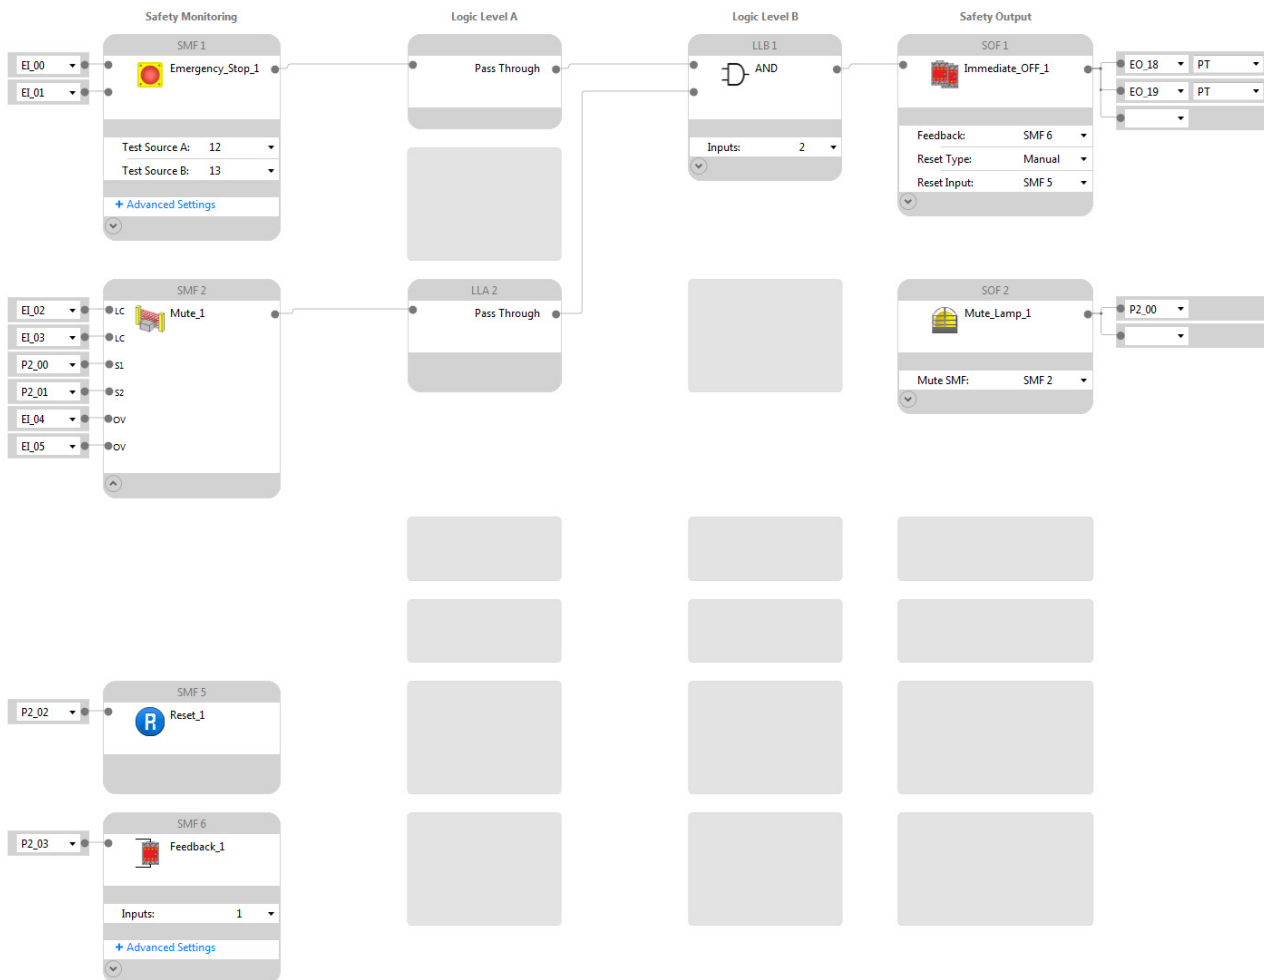 Safety Monitoring
Logic Level A
Logic Level B
Safety Output
SMF 1
EI_00
EI_01
Emergency_Stop_1
Test Source A: 12
Test Source B: 13
+ Advanced Settings
Pass Through
LLB 1
AND
Inputs: 2
SOF 1
Immediate_OFF_1
Feedback: SMF 6
Reset Type: Manual
Reset Input: SMF 5
EO_18 PT
EO_19 PT
SMF 2
EI_02 LC
Mute_1
EI_03 LC
P2_00 S1
P2_01 S2
EI_04 OV
EI_05 OV
LLA 2
Pass Through
SOF 2
Mute_Lamp_1
Mute SMF: SMF 2
P2_00
SMF 5
P2_02
R
Reset_1
SMF 6
P2_03
Feedback_1
Inputs: 1
+ Advanced Settings